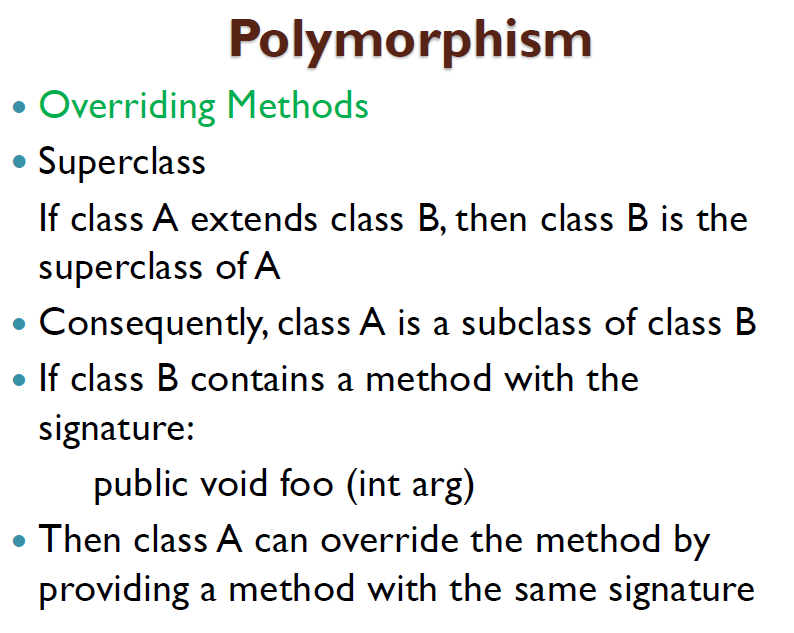 Polymorphism
• Overriding Methods
• Superclass
If class A extends class B, then class B is the
superclass of A
• Consequently, class A is a subclass of class B
• If class B contains a method with the
signature:
public void foo (int arg)
• Then class A can override the method by
providing a method with the same signature